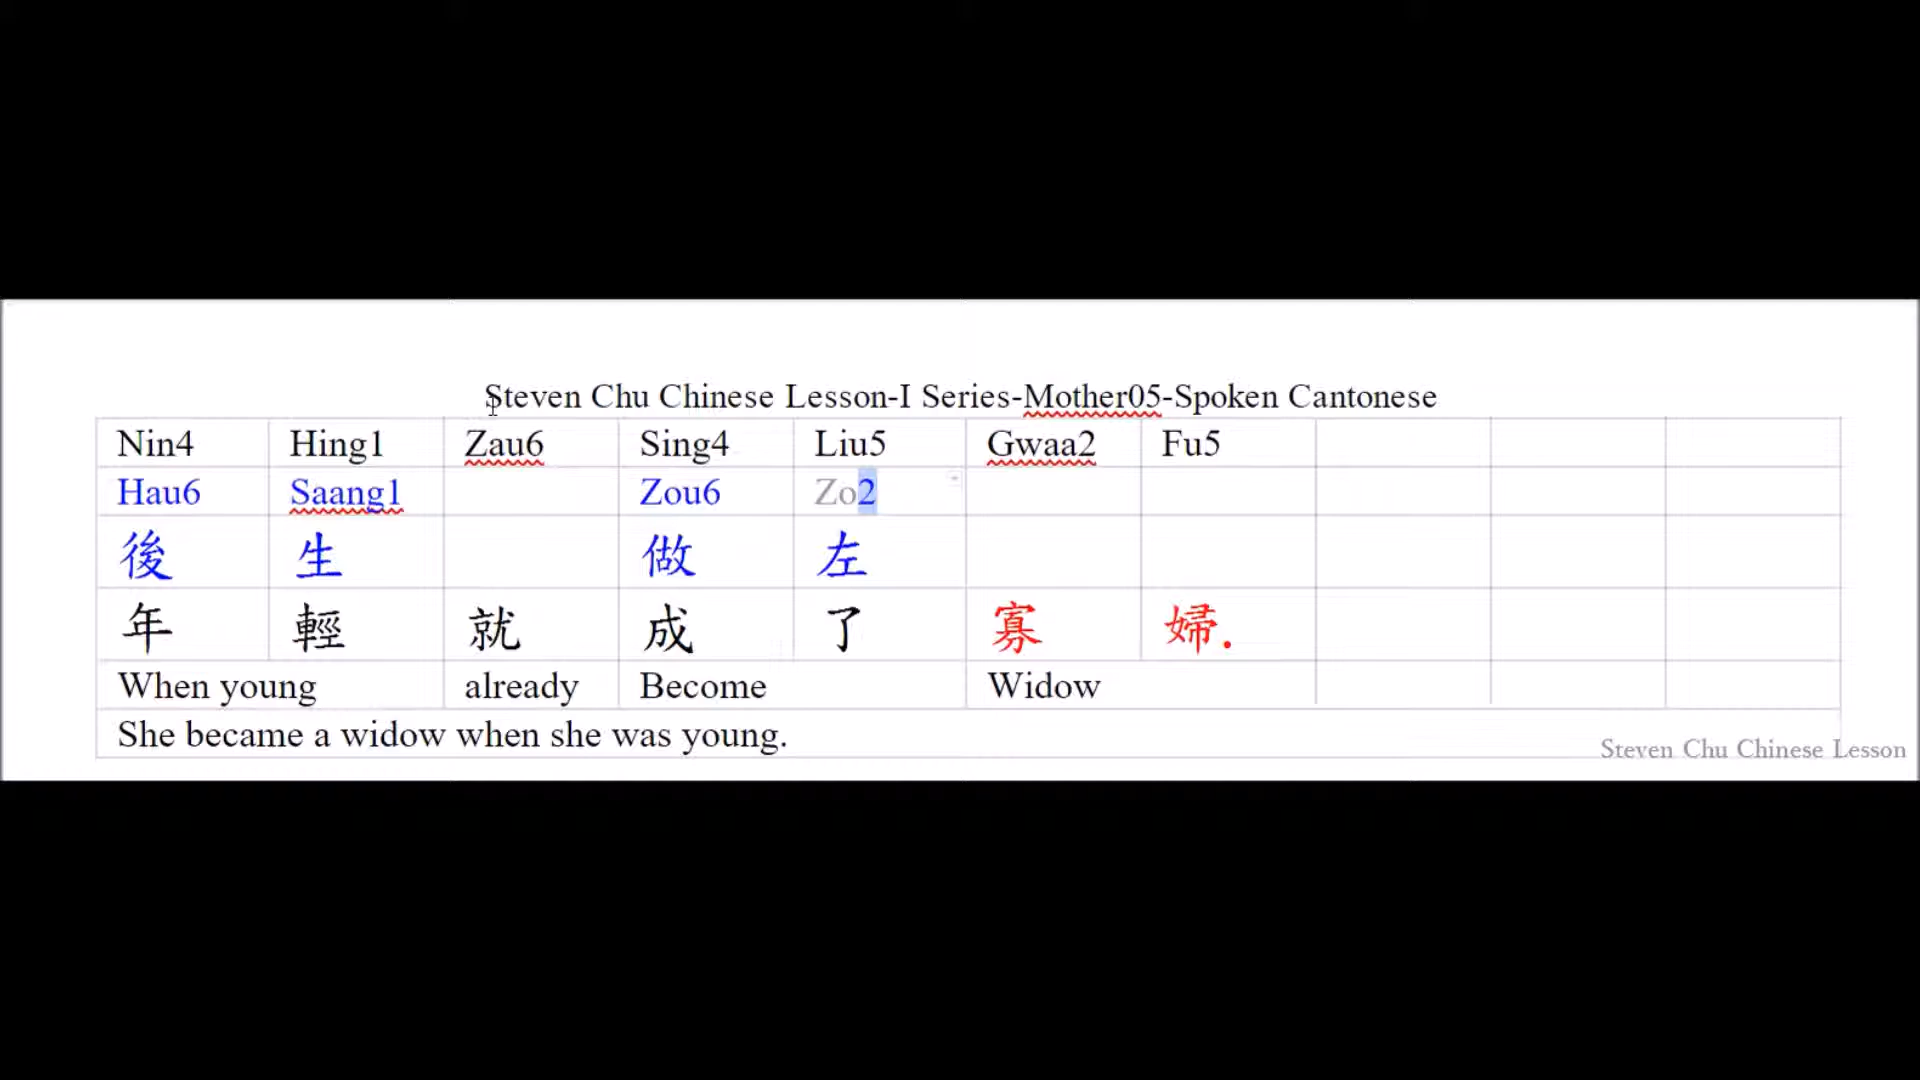 Steven Chu Chinese Lesson-I Series-Mother05-Spoken Cantonese
Nin4 Hing1 Zau6 Sing4 Liu5 Gwaa2 Fu5
Hau6 Saang1 Zou6 Zo2
後 生 做 左
年 輕 就 成 了 寡 婦.
When young already Become Widow
She became a widow when she was young.
Steven Chu Chinese Lesson